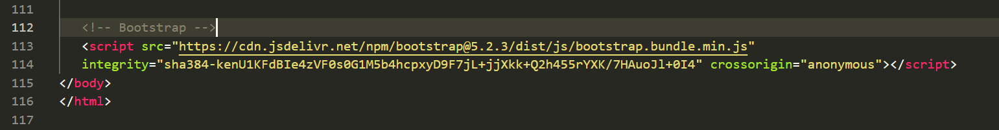 111
112 <!-- Bootstrap -->
113 <script src="https://cdn.jsdelivr.net/npm/bootstrap@5.2.3/dist/js/bootstrap.bundle.min.js"
114 integrity="sha384-kenU1KFdBIe4zVF0s0G1M5b4hcpxyD9F7jL+jjXkk+Q2h455rYXK/7HAuoJl+0I4" crossorigin="anonymous"></script>
115 </body>
116 </html>
117